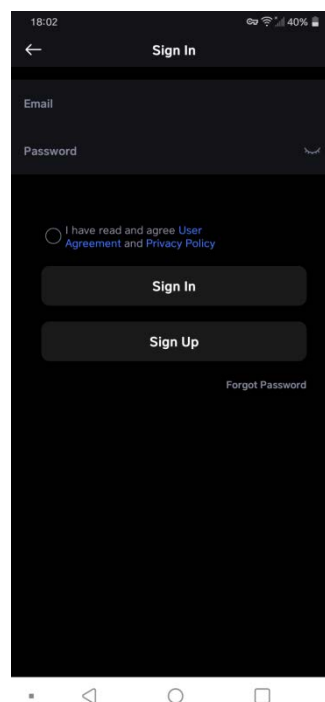 18:02 40%
Sign In
Email
Password
I have read and agree User
Agreement and Privacy Policy
Sign In
Sign Up
Forgot Password